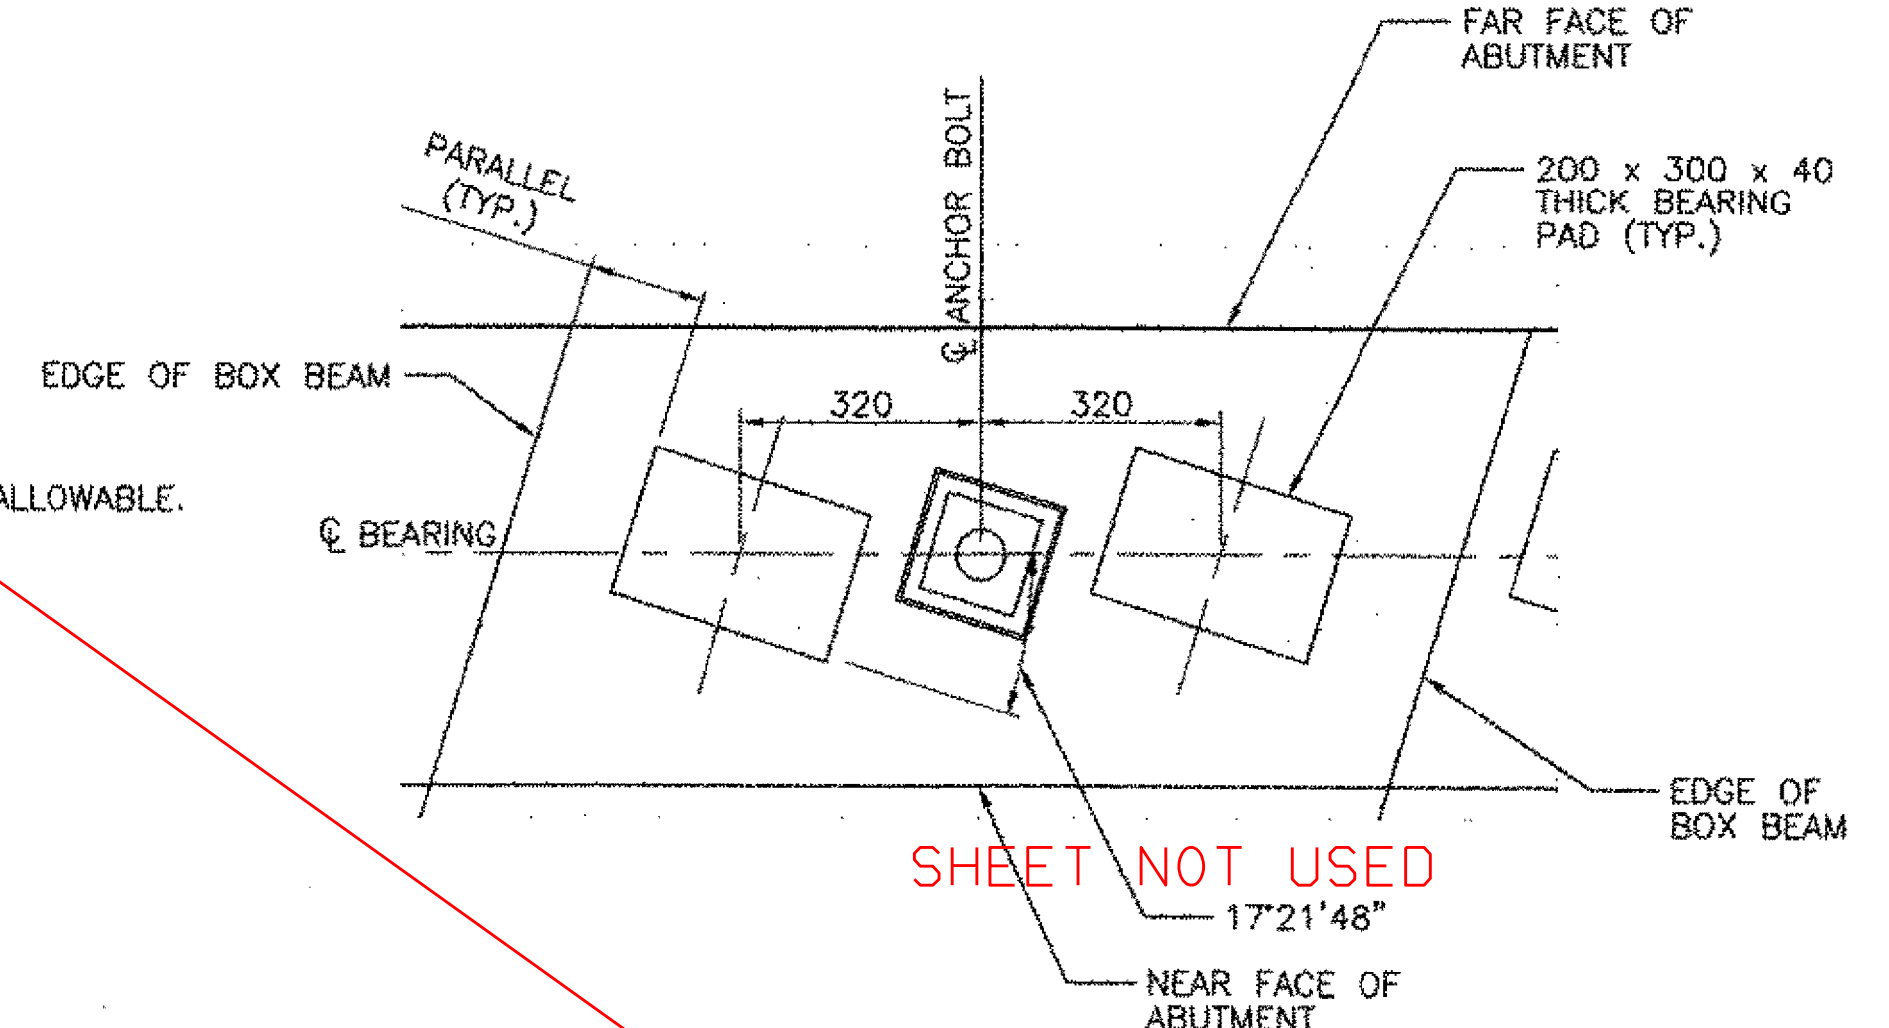 FAR FACE OF
ABUTMENT
PARALLEL
(TYP.)
℄ ANCHOR BOLT
200 x 300 x 40
THICK BEARING
PAD (TYP.)
EDGE OF BOX BEAM
320
320
ALLOWABLE.
℄ BEARING
EDGE OF
BOX BEAM
SHEET NOT USED
17°21'48"
NEAR FACE OF
ABUTMENT